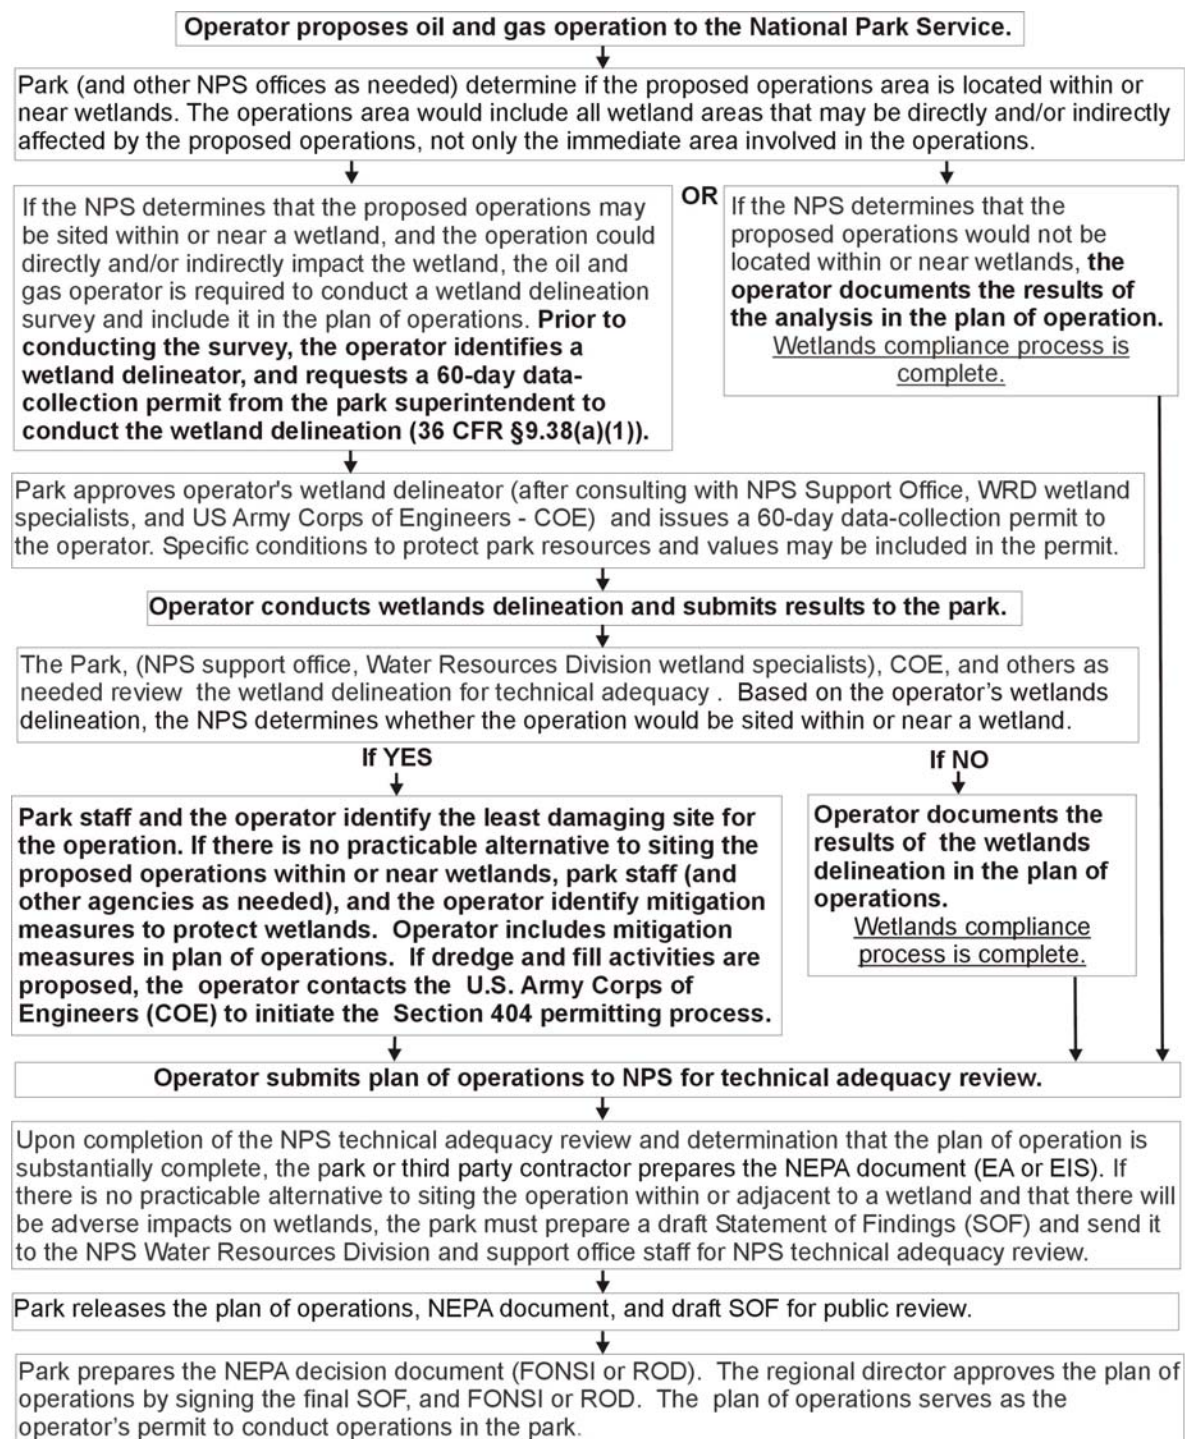 Operator proposes oil and gas operation to the National Park Service.
Park (and other NPS offices as needed) determine if the proposed operations area is located within or
near wetlands. The operations area would include all wetland areas that may be directly and/or indirectly
affected by the proposed operations, not only the immediate area involved in the operations.
If the NPS determines that the proposed operations may
be sited within or near a wetland, and the operation could
directly and/or indirectly impact the wetland, the oil and
gas operator is required to conduct a wetland delineation
survey and include it in the plan of operations. Prior to
conducting the survey, the operator identifies a
wetland delineator, and requests a 60-day data-
collection permit from the park superintendent to
conduct the wetland delineation (36 CFR §9.38(a)(1)).
OR
If the NPS determines that the
proposed operations would not be
located within or near wetlands, the
operator documents the results of
the analysis in the plan of operation.
Wetlands compliance process is
complete.
Park approves operator's wetland delineator (after consulting with NPS Support Office, WRD wetland
specialists, and US Army Corps of Engineers - COE) and issues a 60-day data-collection permit to
the operator. Specific conditions to protect park resources and values may be included in the permit.
Operator conducts wetlands delineation and submits results to the park.
The Park, (NPS support office, Water Resources Division wetland specialists), COE, and others as
needed review the wetland delineation for technical adequacy . Based on the operator's wetlands
delineation, the NPS determines whether the operation would be sited within or near a wetland.
If YES
Park staff and the operator identify the least damaging site for
the operation. If there is no practicable alternative to siting the
proposed operations within or near wetlands, park staff (and
other agencies as needed), and the operator identify mitigation
measures to protect wetlands. Operator includes mitigation
measures in plan of operations. If dredge and fill activities are
proposed, the operator contacts the U.S. Army Corps of
Engineers (COE) to initiate the Section 404 permitting process.
If NO
Operator documents the
results of the wetlands
delineation in the plan of
operations.
Wetlands compliance
process is complete.
Operator submits plan of operations to NPS for technical adequacy review.
Upon completion of the NPS technical adequacy review and determination that the plan of operation is
substantially complete, the park or third party contractor prepares the NEPA document (EA or EIS). If
there is no practicable alternative to siting the operation within or adjacent to a wetland and that there will
be adverse impacts on wetlands, the park must prepare a draft Statement of Findings (SOF) and send it
to the NPS Water Resources Division and support office staff for NPS technical adequacy review.
Park releases the plan of operations, NEPA document, and draft SOF for public review.
Park prepares the NEPA decision document (FONSI or ROD). The regional director approves the plan of
operations by signing the final SOF, and FONSI or ROD. The plan of operations serves as the
operator's permit to conduct operations in the park.